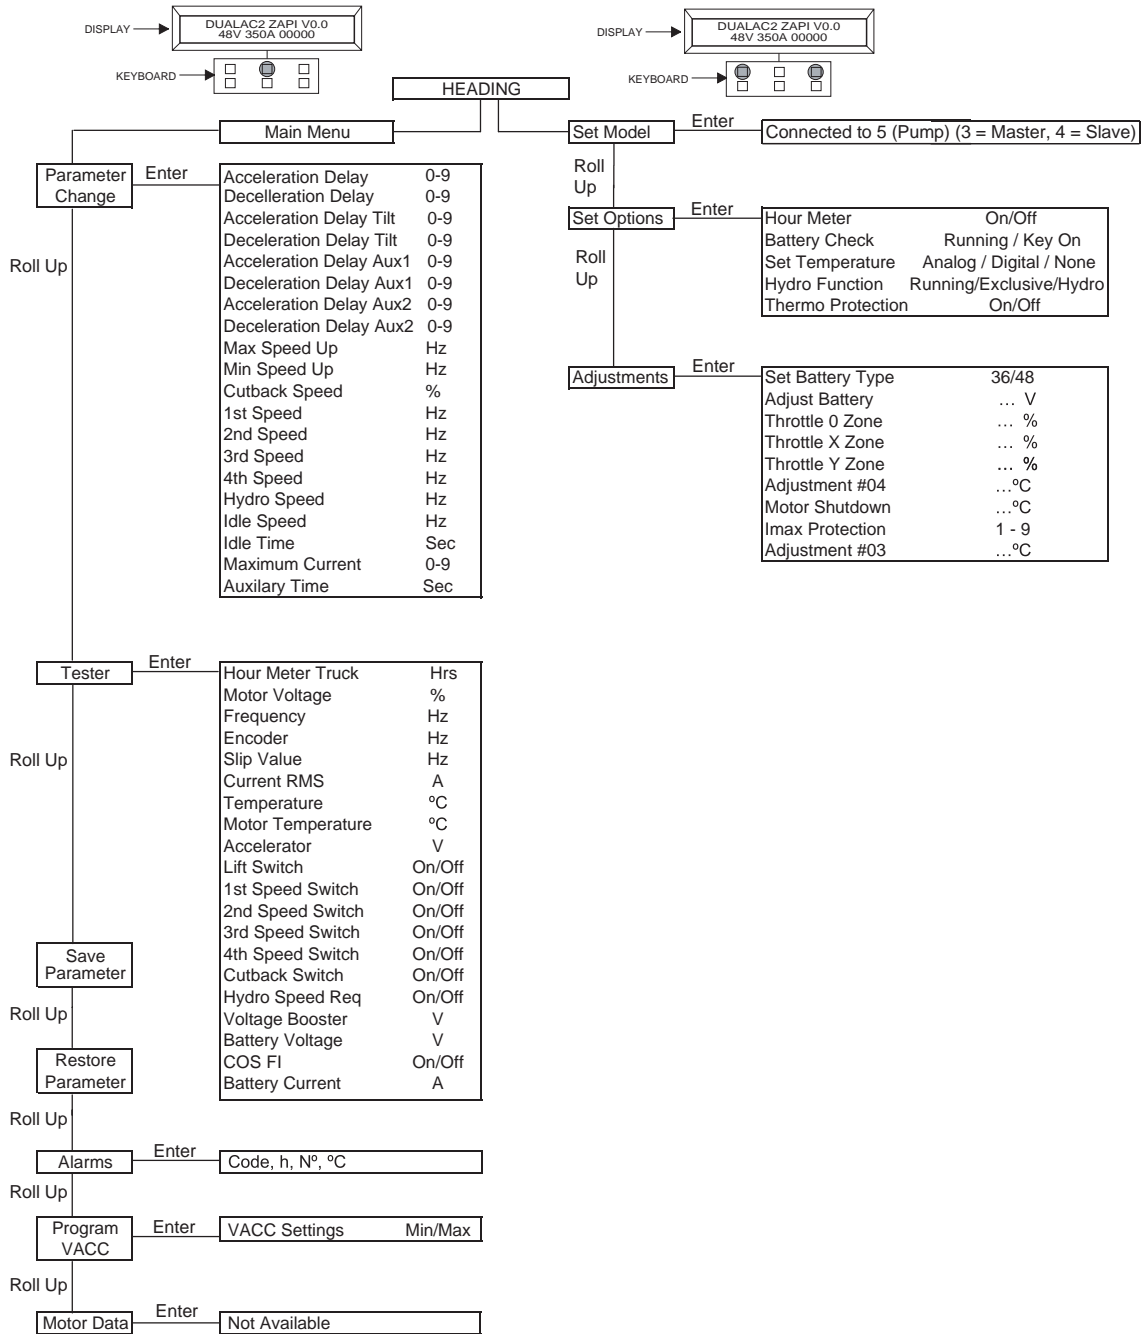 DISPLAY
DUALAC2 ZAPI V0.0
48V 350A 00000
KEYBOARD
DISPLAY
DUALAC2 ZAPI V0.0
48V 350A 00000
KEYBOARD
HEADING
Main Menu
Parameter
Change
Enter
Acceleration Delay 0-9
Decelleration Delay 0-9
Acceleration Delay Tilt 0-9
Deceleration Delay Tilt 0-9
Acceleration Delay Aux1 0-9
Deceleration Delay Aux1 0-9
Acceleration Delay Aux2 0-9
Deceleration Delay Aux2 0-9
Max Speed Up Hz
Min Speed Up Hz
Cutback Speed %
1st Speed Hz
2nd Speed Hz
3rd Speed Hz
4th Speed Hz
Hydro Speed Hz
Idle Speed Hz
Idle Time Sec
Maximum Current 0-9
Auxilary Time Sec
Roll Up
Tester
Enter
Hour Meter Truck Hrs
Motor Voltage %
Frequency Hz
Encoder Hz
Slip Value Hz
Current RMS A
Temperature ºC
Motor Temperature ºC
Accelerator V
Lift Switch On/Off
1st Speed Switch On/Off
2nd Speed Switch On/Off
3rd Speed Switch On/Off
4th Speed Switch On/Off
Cutback Switch On/Off
Hydro Speed Req On/Off
Voltage Booster V
Battery Voltage V
COS FI On/Off
Battery Current A
Roll Up
Save
Parameter
Roll Up
Restore
Parameter
Roll Up
Alarms
Enter
Code, h, Nº, ºC
Roll Up
Program
VACC
Enter
VACC Settings Min/Max
Roll Up
Motor Data
Enter
Not Available
Set Model
Enter
Connected to 5 (Pump) (3 = Master, 4 = Slave)
Roll
Up
Set Options
Enter
Hour Meter On/Off
Battery Check Running / Key On
Set Temperature Analog / Digital / None
Hydro Function Running/Exclusive/Hydro
Thermo Protection On/Off
Roll
Up
Adjustments
Enter
Set Battery Type 36/48
Adjust Battery … V
Throttle 0 Zone … %
Throttle X Zone … %
Throttle Y Zone … %
Adjustment #04 …ºC
Motor Shutdown …ºC
Imax Protection 1 - 9
Adjustment #03 …ºC